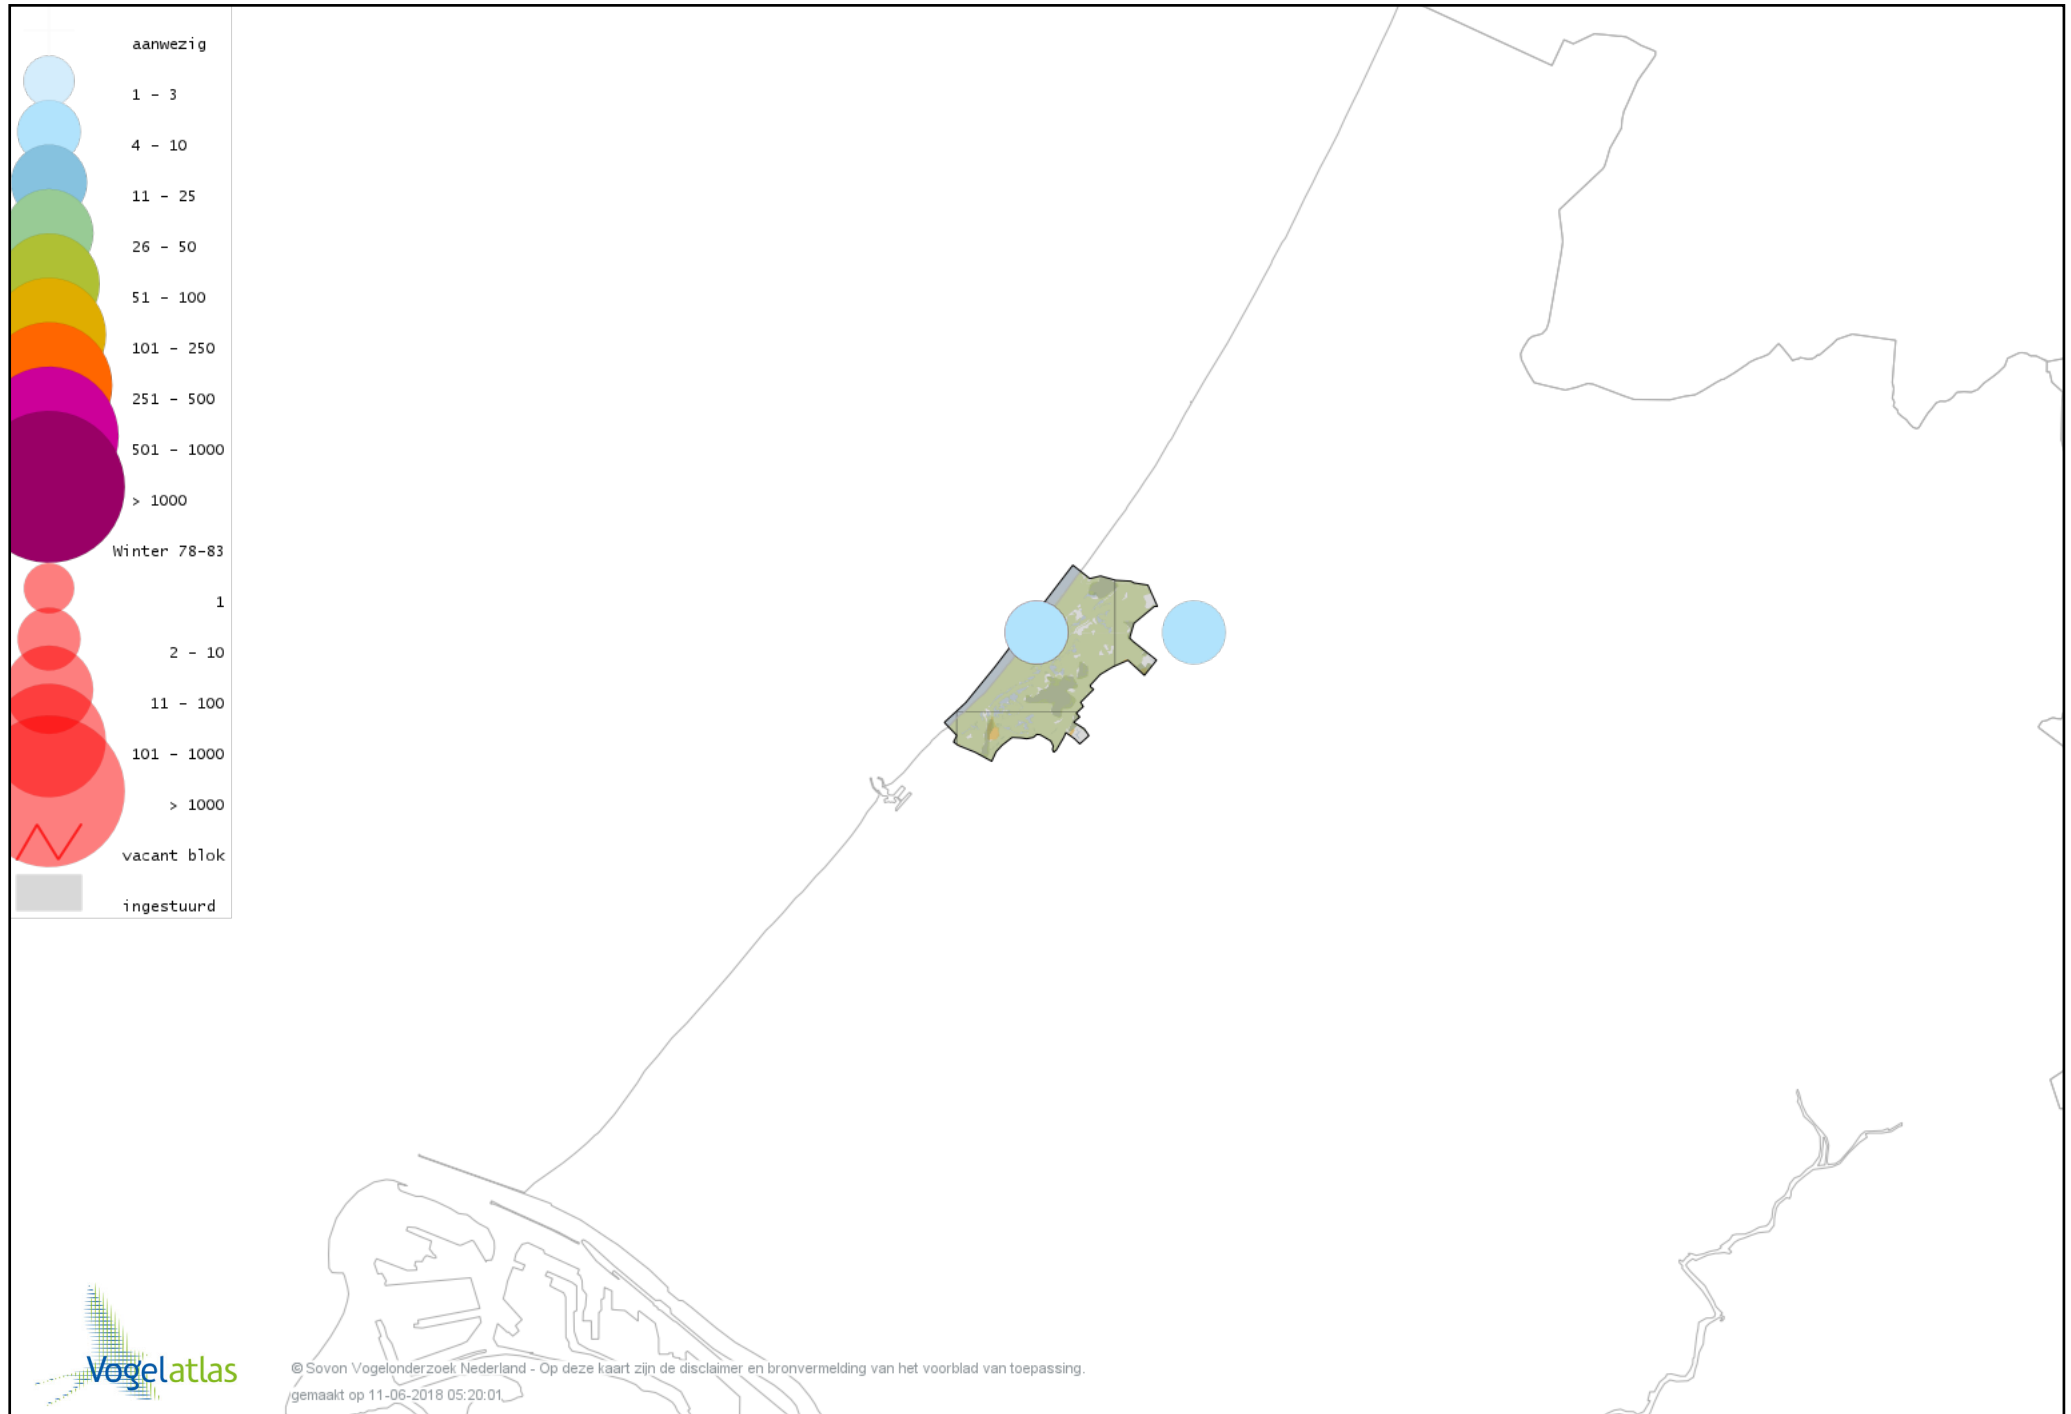 aanwezig
1 - 3
4 - 10
11 - 25
26 - 50
51 - 100
101 - 250
251 - 500
501 - 1000
> 1000
Winter 78-83
1
2 - 10
11 - 100
101 - 1000
> 1000
vacant blok
ingestuurd
Vogelatlas
© Sovon Vogelonderzoek Nederland - Op deze kaart zijn de disclaimer en bronvermelding van het voorblad van toepassing.
gemaakt op 11-06-2018 05:20:01